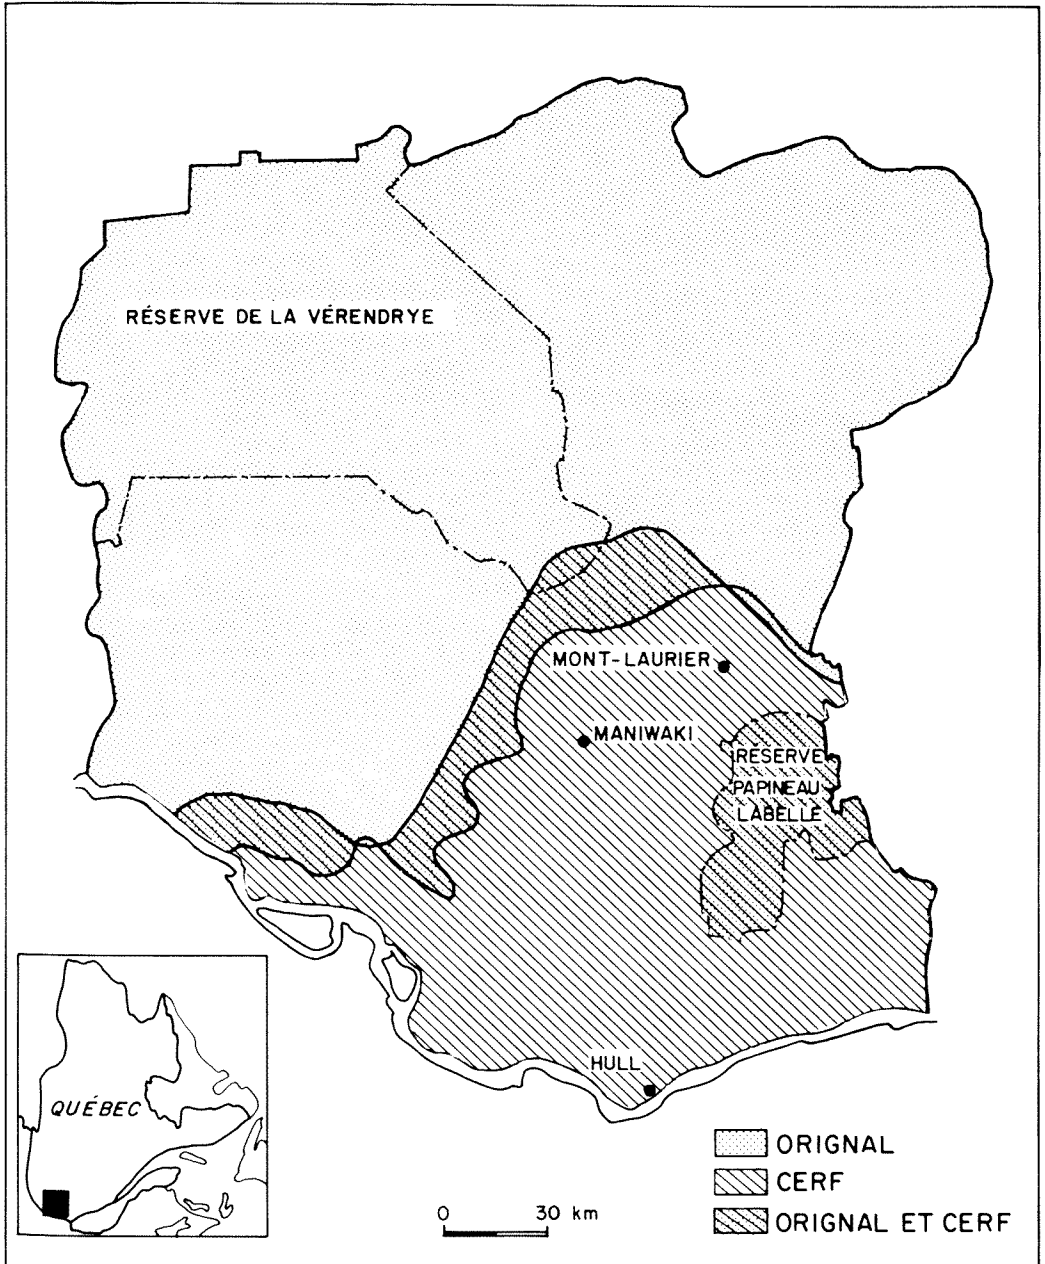 RÉSERVE DE LA VÉRENDRYE
MONT-LAURIER
MANIWAKI
RÉSERVE
PAPINEAU
LABELLE
HULL
QUÉBEC
0 30 km
ORIGNAL
CERF
ORIGNAL ET CERF